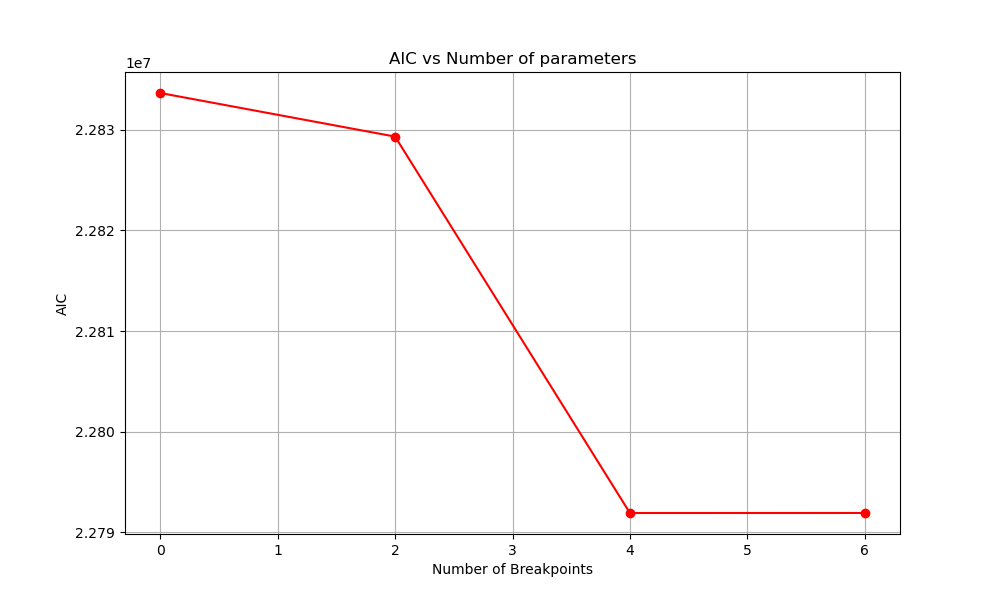 AIC vs Number of parameters
1e7
2.283
2.282
2.281
2.280
2.279
AIC
0 1 2 3 4 5 6
Number of Breakpoints